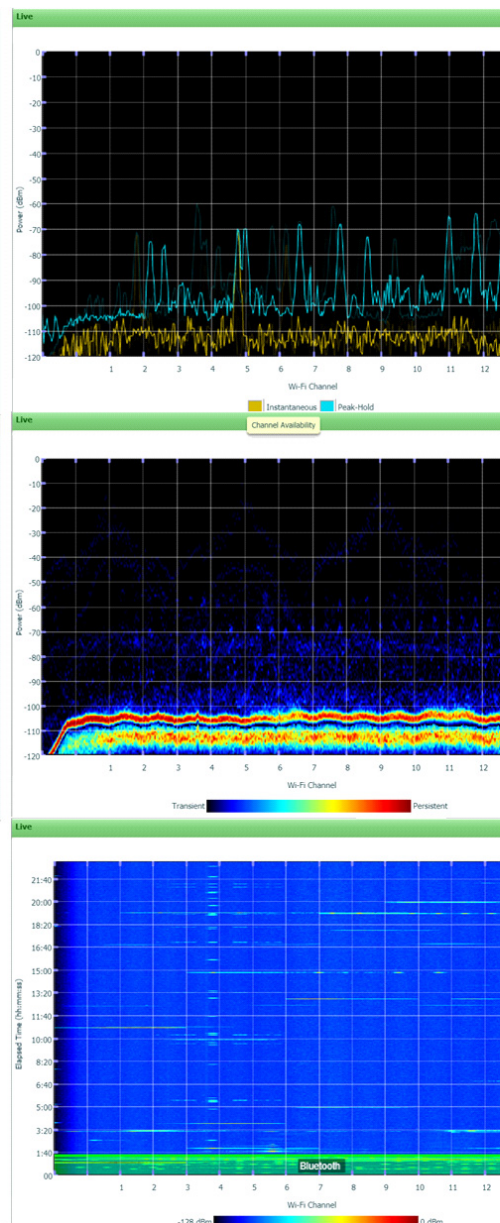 Live
0
-10
-20
-30
-40
-50
-60
-70
-80
-90
-100
-110
-120
Power (dBm)
1 2 3 4 5 6 7 8 9 10 11 12
Wi-Fi Channel
Instantaneous Peak-Hold
Live
Channel Availability
0
-10
-20
-30
-40
-50
-60
-70
-80
-90
-100
-110
-120
Power (dBm)
1 2 3 4 5 6 7 8 9 10 11 12
Wi-Fi Channel
Transient Persistent
Live
21:40
20:00
18:20
16:40
15:00
13:20
11:40
10:00
8:20
6:40
5:00
3:20
1:40
00
Elapsed Time (hh:mm:ss)
Bluetooth
1 2 3 4 5 6 7 8 9 10 11 12
Wi-Fi Channel
-128 dBm 0 dBm